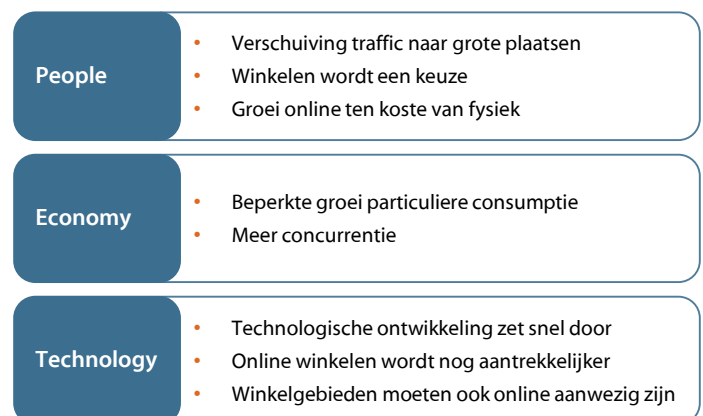 People
• Verschuiving traffic naar grote plaatsen
• Winkelen wordt een keuze
• Groei online ten koste van fysiek
Economy
• Beperkte groei particuliere consumptie
• Meer concurrentie
Technology
• Technologische ontwikkeling zet snel door
• Online winkelen wordt nog aantrekkelijker
• Winkelgebieden moeten ook online aanwezig zijn